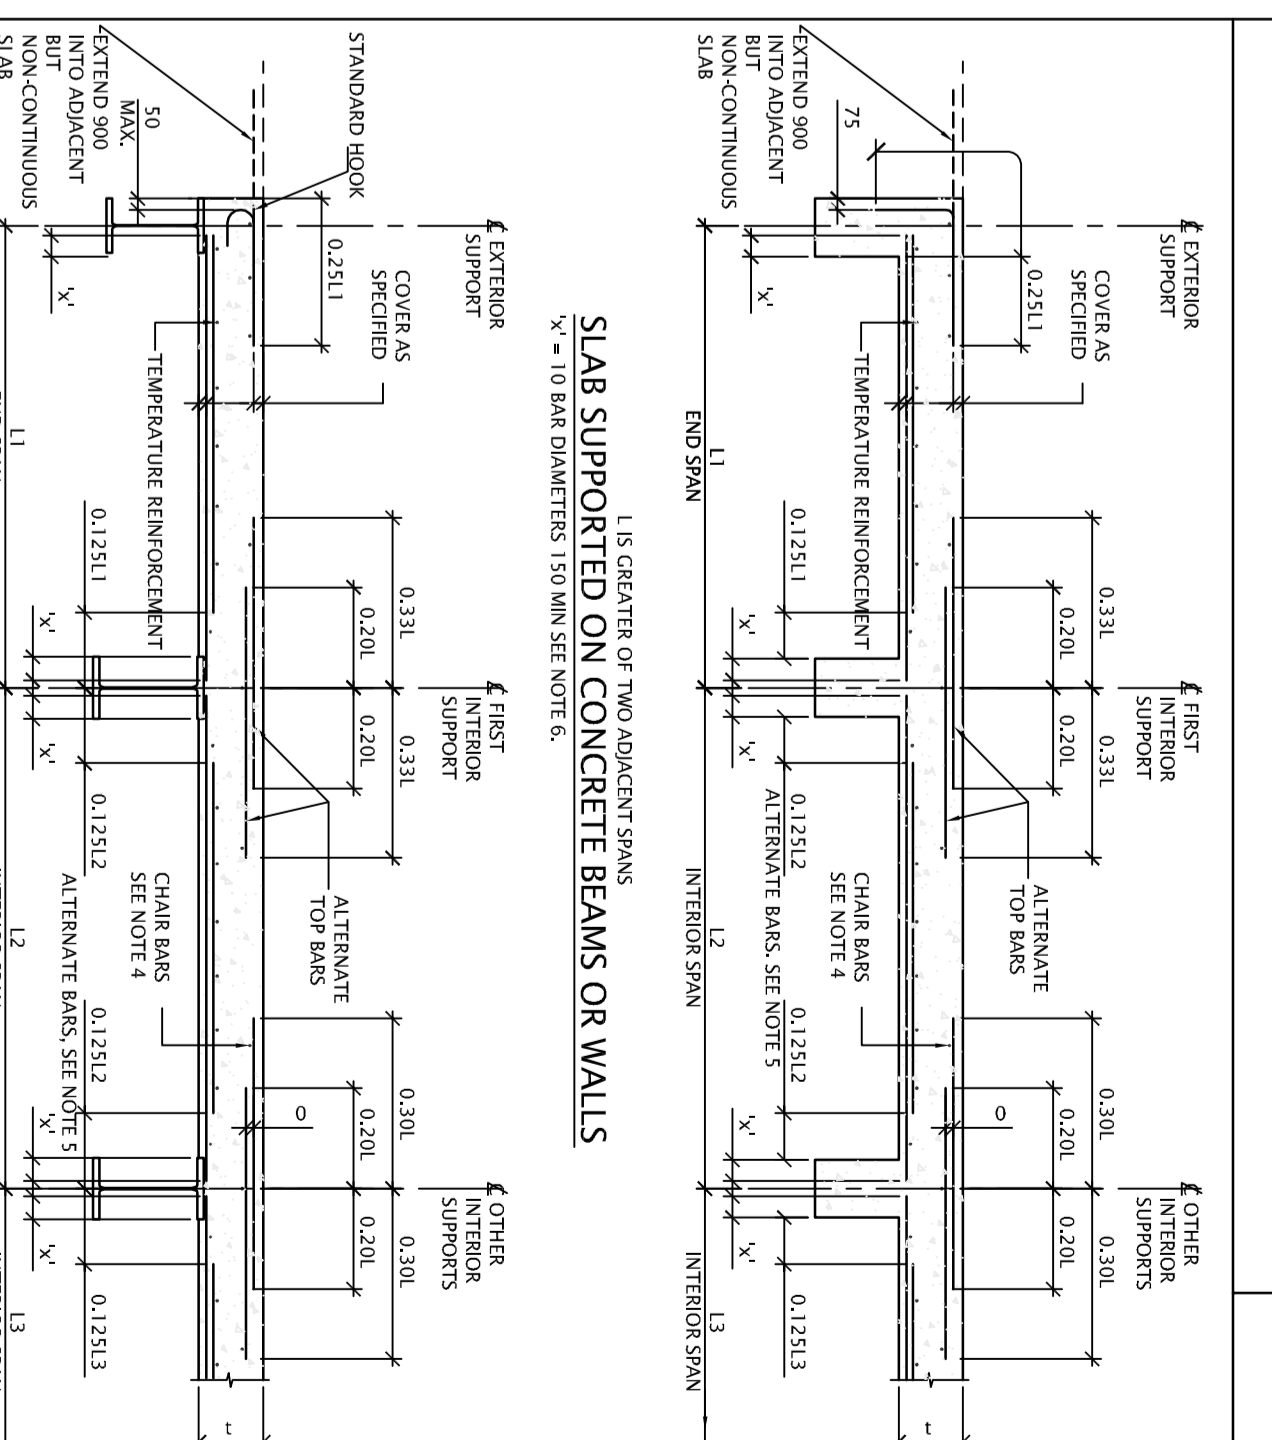 ℄ EXTERIOR
SUPPORT
℄ FIRST
INTERIOR
SUPPORT
℄ OTHER
INTERIOR
SUPPORTS
COVER AS
SPECIFIED
0.33L
0.33L
0.30L
0.30L
0.25L1
0.20L
0.20L
0.20L
0.20L
ALTERNATE
TOP BARS
0
TEMPERATURE REINFORCEMENT
CHAIR BARS
SEE NOTE 4
75
EXTEND 900
INTO ADJACENT
BUT
NON-CONTINUOUS
SLAB
0.125L1
0.125L2
0.125L2
0.125L3
ALTERNATE BARS. SEE NOTE 5
'x'
'x'
'x'
'x'
'x'
t
L1
END SPAN
L2
INTERIOR SPAN
L3
INTERIOR SPAN
L IS GREATER OF TWO ADJACENT SPANS
SLAB SUPPORTED ON CONCRETE BEAMS OR WALLS
'x' = 10 BAR DIAMETERS 150 MIN SEE NOTE 6.
℄ EXTERIOR
SUPPORT
℄ FIRST
INTERIOR
SUPPORT
℄ OTHER
INTERIOR
SUPPORTS
COVER AS
SPECIFIED
STANDARD HOOK
0.33L
0.33L
0.30L
0.30L
0.25L1
0.20L
0.20L
0.20L
0.20L
ALTERNATE
TOP BARS
0
TEMPERATURE REINFORCEMENT
CHAIR BARS
SEE NOTE 4
50
MAX.
EXTEND 900
INTO ADJACENT
BUT
NON-CONTINUOUS
SLAB
0.125L1
0.125L2
0.125L2
0.125L3
ALTERNATE BARS, SEE NOTE 5
'x'
'x'
'x'
'x'
'x'
t
L1
L2
L3